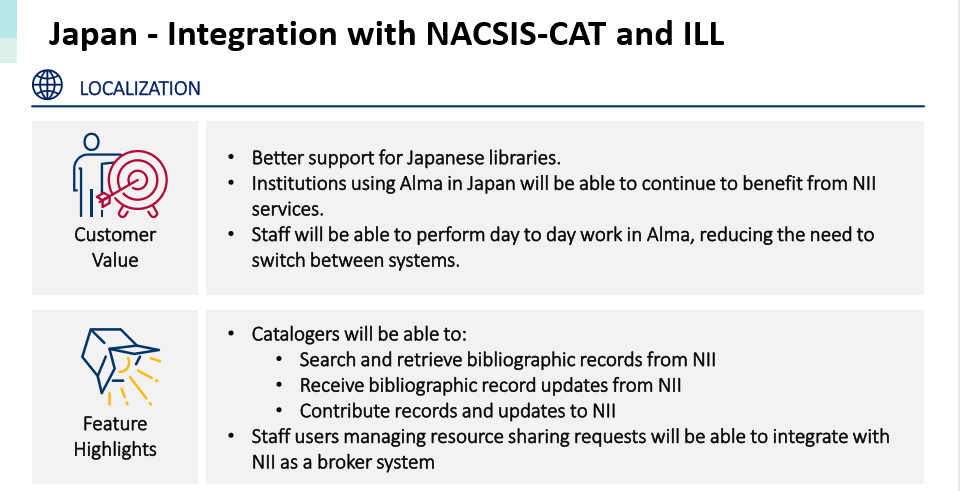 Japan - Integration with NACSIS-CAT and ILL
LOCALIZATION
Customer
Value
• Better support for Japanese libraries.
• Institutions using Alma in Japan will be able to continue to benefit from NII
services.
• Staff will be able to perform day to day work in Alma, reducing the need to
switch between systems.
Feature
Highlights
• Catalogers will be able to:
• Search and retrieve bibliographic records from NII
• Receive bibliographic record updates from NII
• Contribute records and updates to NII
• Staff users managing resource sharing requests will be able to integrate with
NII as a broker system